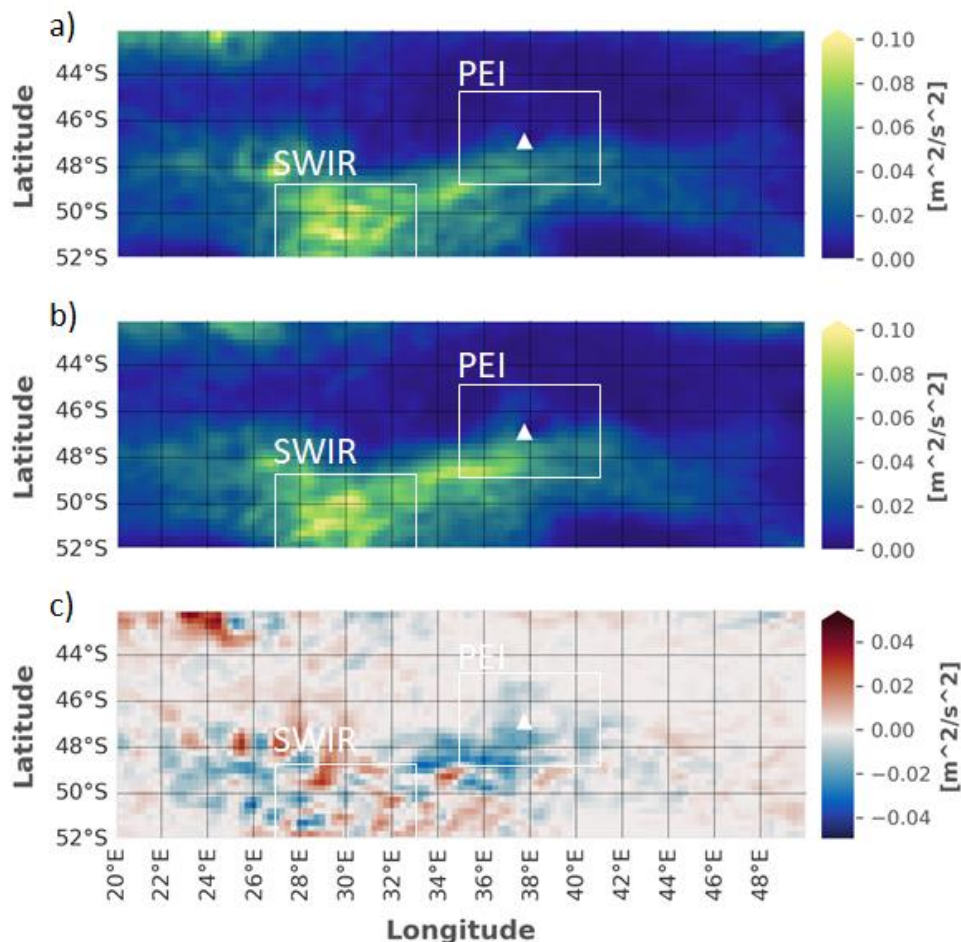 a)
PEI
SWIR
44°S
46°S
48°S
50°S
52°S
Latitude
0.10
0.08
0.06
0.04
0.02
0.00
[m^2/s^2]
b)
PEI
SWIR
44°S
46°S
48°S
50°S
52°S
Latitude
0.10
0.08
0.06
0.04
0.02
0.00
[m^2/s^2]
c)
PEI
SWIR
44°S
46°S
48°S
50°S
52°S
Latitude
0.04
0.02
0.00
−0.02
−0.04
[m^2/s^2]
20°E
22°E
24°E
26°E
28°E
30°E
32°E
34°E
36°E
38°E
40°E
42°E
44°E
46°E
48°E
Longitude